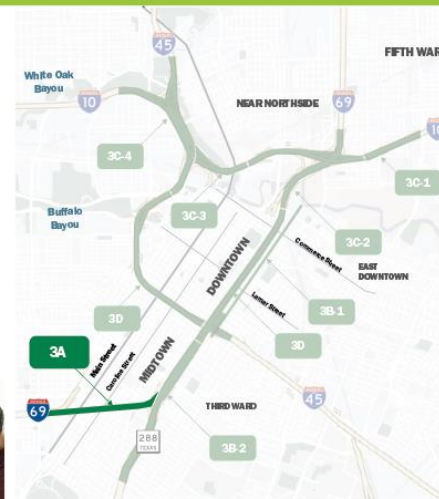 45
FIFTH WAR
White Oak
Bayou
10
NEAR NORTHSIDE
69
10
3C-4
3C-1
3C-3
Buffalo
Bayou
3C-2
Commerce Street
EAST
DOWNTOWN
DOWNTOWN
3B-1
Lamar Street
3D
3D
3A
Main Street
Caroline Street
MIDTOWN
69
THIRD WARD
45
288
TEXAS
3B-2